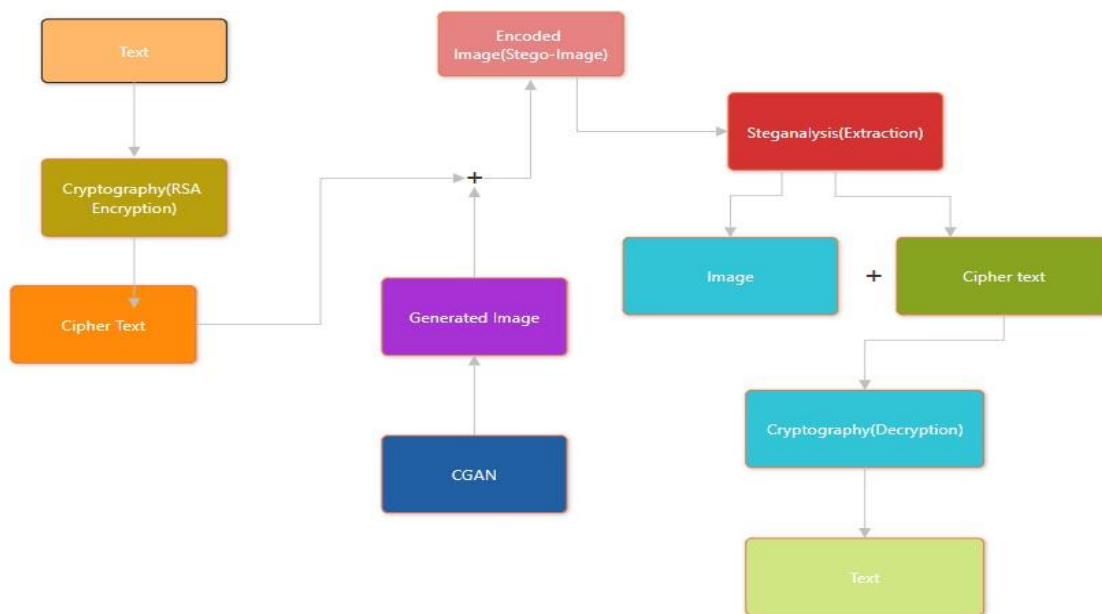 Text
Cryptography(RSA
Encryption)
Cipher Text
Encoded
Image(Stego-Image)
+
Generated Image
CGAN
Steganalysis(Extraction)
Image
+
Cipher text
Cryptography(Decryption)
Text